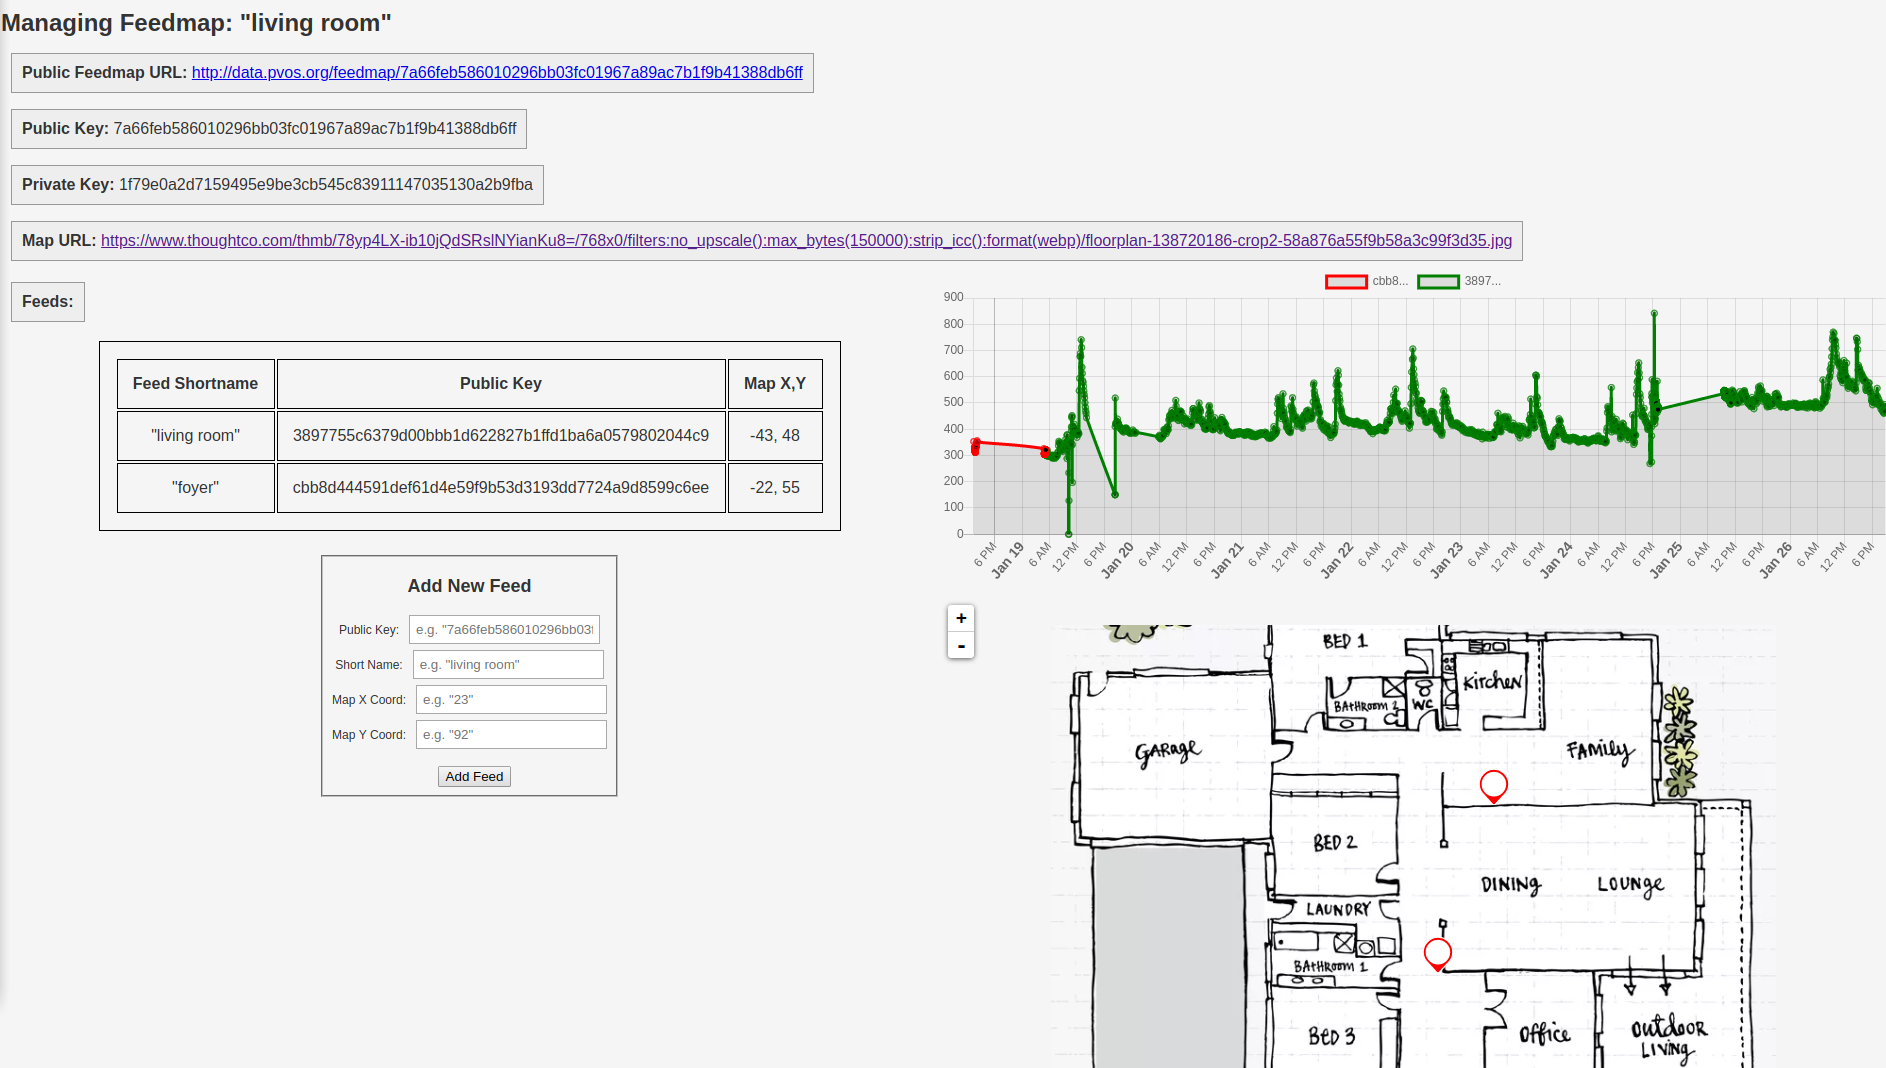 Managing Feedmap: "living room"
Public Feedmap URL: http://data.pvos.org/feedmap/7a66feb586010296bb03fc01967a89ac7b1f9b41388db6ff
Public Key: 7a66feb586010296bb03fc01967a89ac7b1f9b41388db6ff
Private Key: 1f79e0a2d7159495e9be3cb545c83911147035130a2b9fba
Map URL: https://www.thoughtco.com/thmb/78yp4LX-ib10jQdSRslNYianKu8=/768x0/filters:no_upscale():max_bytes(150000):strip_icc():format(webp)/floorplan-138720186-crop2-58a876a55f9b58a3c99f3d35.jpg
Feeds:
Feed Shortname Public Key Map X,Y
"living room" 3897755c6379d00bbb1d622827b1ffd1ba6a0579802044c9 -43, 48
"foyer" cbb8d444591def61d4e59f9b53d3193dd7724a9d8599c6ee -22, 55
Add New Feed
Public Key: e.g. "7a66feb586010296bb03f
Short Name: e.g. "living room"
Map X Coord: e.g. "23"
Map Y Coord: e.g. "92"
Add Feed
cbb8... 3897...
900
800
700
600
500
400
300
200
100
0
6 PM Jan 19 6 AM 12 PM 6 PM Jan 20 6 AM 12 PM 6 PM Jan 21 6 AM 12 PM 6 PM Jan 22 6 AM 12 PM 6 PM Jan 23 6 AM 12 PM 6 PM Jan 24 6 AM 12 PM 6 PM Jan 25 6 AM 12 PM 6 PM Jan 26 6 AM 12 PM 6 PM
+
-
BED 1
KitcheN
BAtHRooM 2 WC
GARage
FAMily
BED 2
DINING LOUNGe
LAUNDRY
BAtHRooM 1
BeD 3
Office
OUtdooR
LiViNg